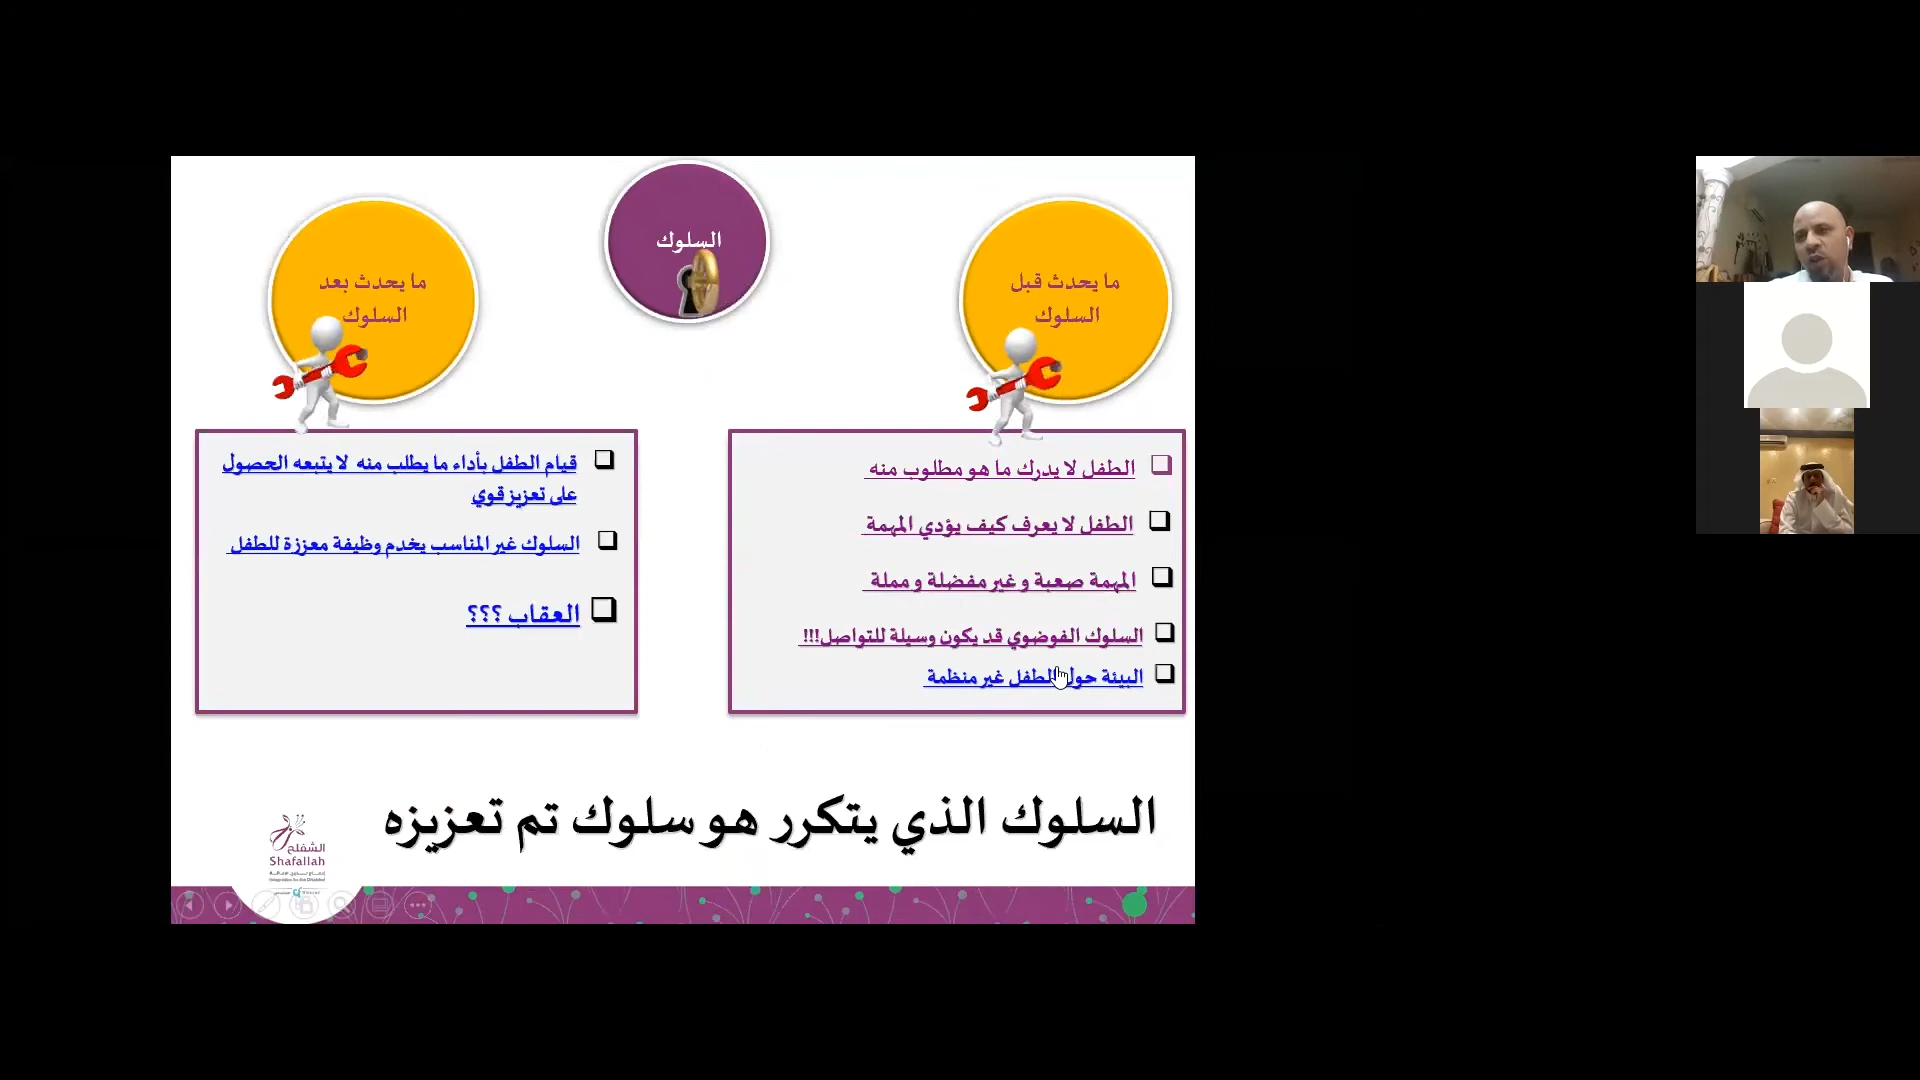 السلوك
ما يحدث قبل
السلوك
الطفل لا يدرك ما هو مطلوب منه
الطفل لا يعرف كيف يؤدي المهمة
المهمة صعبة وغير مفضلة ومملة
السلوك الفوضوي قد يكون وسيلة للتواصل!!!
البيئة حول الطفل غير منظمة
ما يحدث بعد
السلوك
قيام الطفل بأداء ما يطلب منه لا يتبعه الحصول
على تعزيز قوي
السلوك غير المناسب يخدم وظيفة معززة للطفل
العقاب ؟؟؟
السلوك الذي يتكرر هو سلوك تم تعزيزه
الشفلح
Shafallah